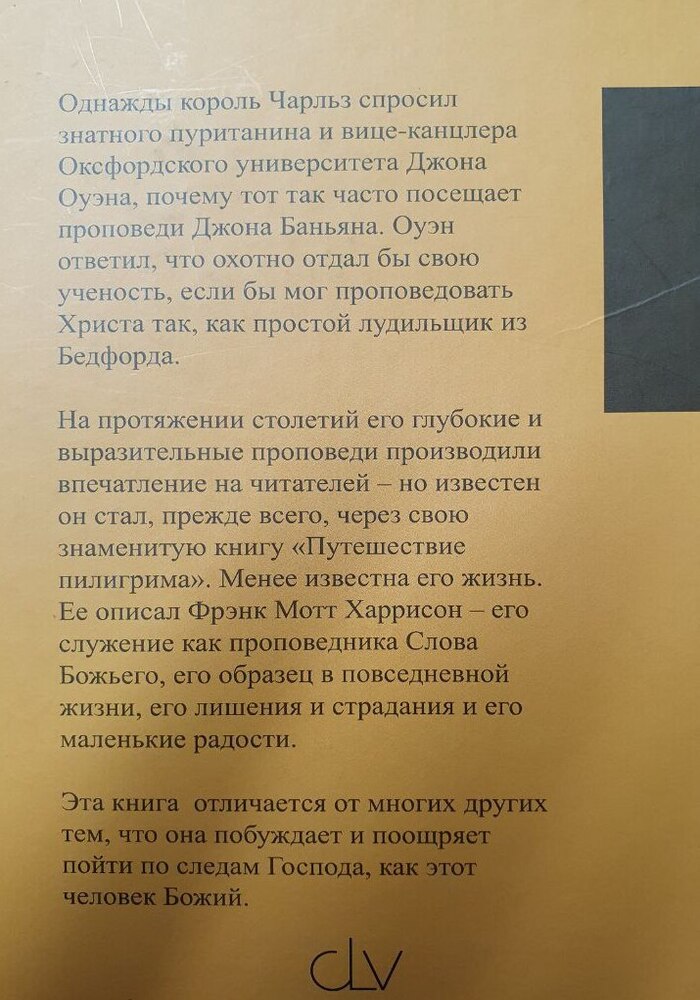 Однажды король Чарльз спросил
знатного пуританина и вице-канцлера
Оксфордского университета Джона
Оуэна, почему тот так часто посещает
проповеди Джона Баньяна. Оуэн
ответил, что охотно отдал бы свою
ученость, если бы мог проповедовать
Христа так, как простой лудильщик из
Бедфорда.
На протяжении столетий его глубокие и
выразительные проповеди производили
впечатление на читателей – но известен
он стал, прежде всего, через свою
знаменитую книгу «Путешествие
пилигрима». Менее известна его жизнь.
Ее описал Фрэнк Мотт Харрисон – его
служение как проповедника Слова
Божьего, его образец в повседневной
жизни, его лишения и страдания и его
маленькие радости.
Эта книга  отличается от многих других
тем, что она побуждает и поощряет
пойти по следам Господа, как этот
человек Божий.
CLV